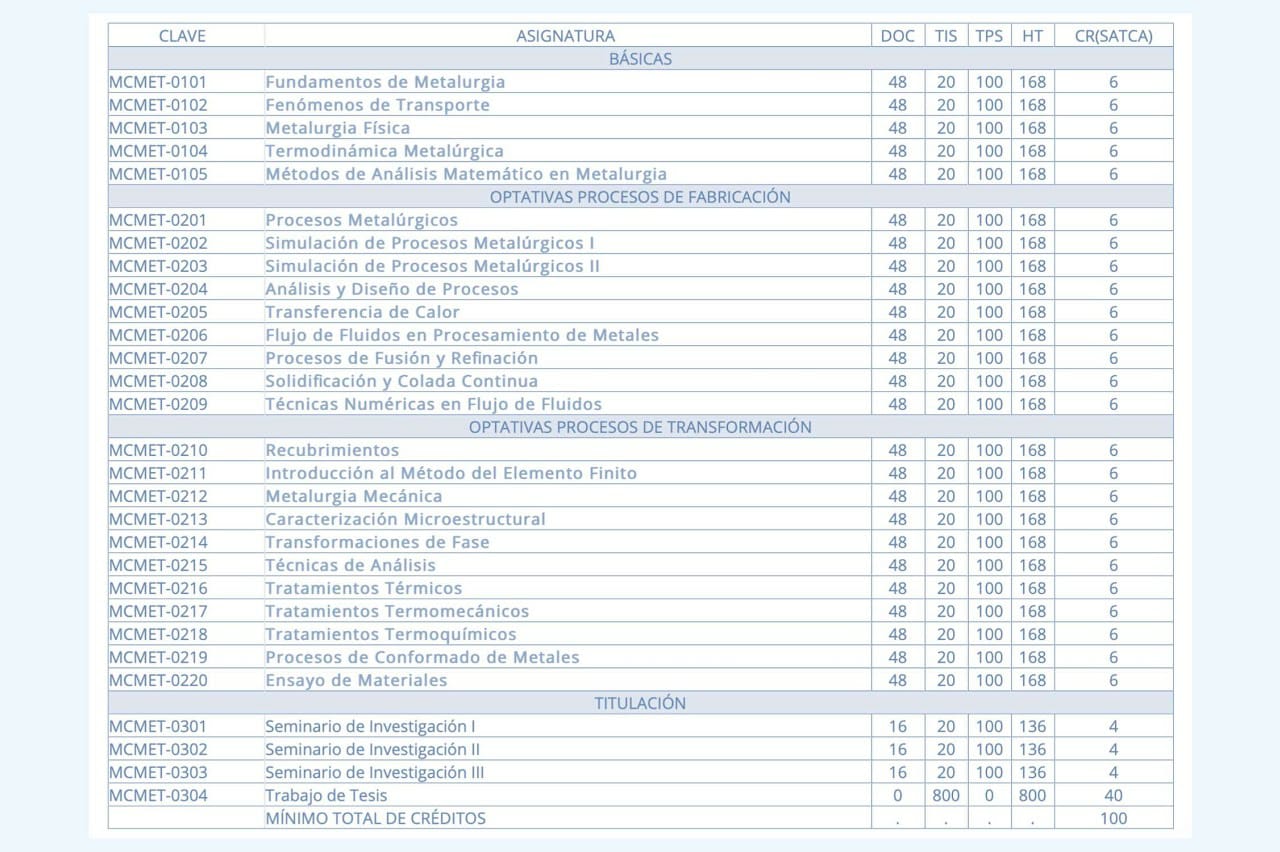 CLAVE ASIGNATURA DOC TIS TPS HT CR(SATCA)
BÁSICAS
MCMET-0101 Fundamentos de Metalurgia 48 20 100 168 6
MCMET-0102 Fenómenos de Transporte 48 20 100 168 6
MCMET-0103 Metalurgia Física 48 20 100 168 6
MCMET-0104 Termodinámica Metalúrgica 48 20 100 168 6
MCMET-0105 Métodos de Análisis Matemático en Metalurgia 48 20 100 168 6
OPTATIVAS PROCESOS DE FABRICACIÓN
MCMET-0201 Procesos Metalúrgicos 48 20 100 168 6
MCMET-0202 Simulación de Procesos Metalúrgicos I 48 20 100 168 6
MCMET-0203 Simulación de Procesos Metalúrgicos II 48 20 100 168 6
MCMET-0204 Análisis y Diseño de Procesos 48 20 100 168 6
MCMET-0205 Transferencia de Calor 48 20 100 168 6
MCMET-0206 Flujo de Fluidos en Procesamiento de Metales 48 20 100 168 6
MCMET-0207 Procesos de Fusión y Refinación 48 20 100 168 6
MCMET-0208 Solidificación y Colada Continua 48 20 100 168 6
MCMET-0209 Técnicas Numéricas en Flujo de Fluidos 48 20 100 168 6
OPTATIVAS PROCESOS DE TRANSFORMACIÓN
MCMET-0210 Recubrimientos 48 20 100 168 6
MCMET-0211 Introducción al Método del Elemento Finito 48 20 100 168 6
MCMET-0212 Metalurgia Mecánica 48 20 100 168 6
MCMET-0213 Caracterización Microestructural 48 20 100 168 6
MCMET-0214 Transformaciones de Fase 48 20 100 168 6
MCMET-0215 Técnicas de Análisis 48 20 100 168 6
MCMET-0216 Tratamientos Térmicos 48 20 100 168 6
MCMET-0217 Tratamientos Termomecánicos 48 20 100 168 6
MCMET-0218 Tratamientos Termoquímicos 48 20 100 168 6
MCMET-0219 Procesos de Conformado de Metales 48 20 100 168 6
MCMET-0220 Ensayo de Materiales 48 20 100 168 6
TITULACIÓN
MCMET-0301 Seminario de Investigación I 16 20 100 136 4
MCMET-0302 Seminario de Investigación II 16 20 100 136 4
MCMET-0303 Seminario de Investigación III 16 20 100 136 4
MCMET-0304 Trabajo de Tesis 0 800 0 800 40
MÍNIMO TOTAL DE CRÉDITOS . . . . 100